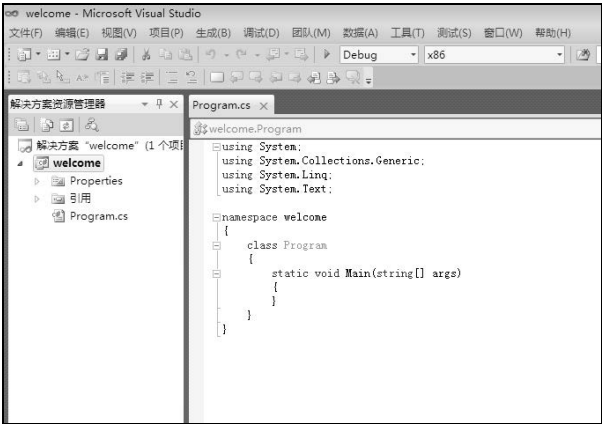 welcome - Microsoft Visual Studio
文件(F) 编辑(E) 视图(V) 项目(P) 生成(B) 调试(D) 团队(M) 数据(A) 工具(T) 测试(S) 窗口(W) 帮助(H)
Debug x86
解决方案资源管理器
Program.cs
welcome.Program
解决方案 "welcome" (1 个项
welcome
Properties
引用
Program.cs
using System;
using System.Collections.Generic;
using System.Linq;
using System.Text;
namespace welcome
{
class Program
{
static void Main(string[] args)
{
}
}
}